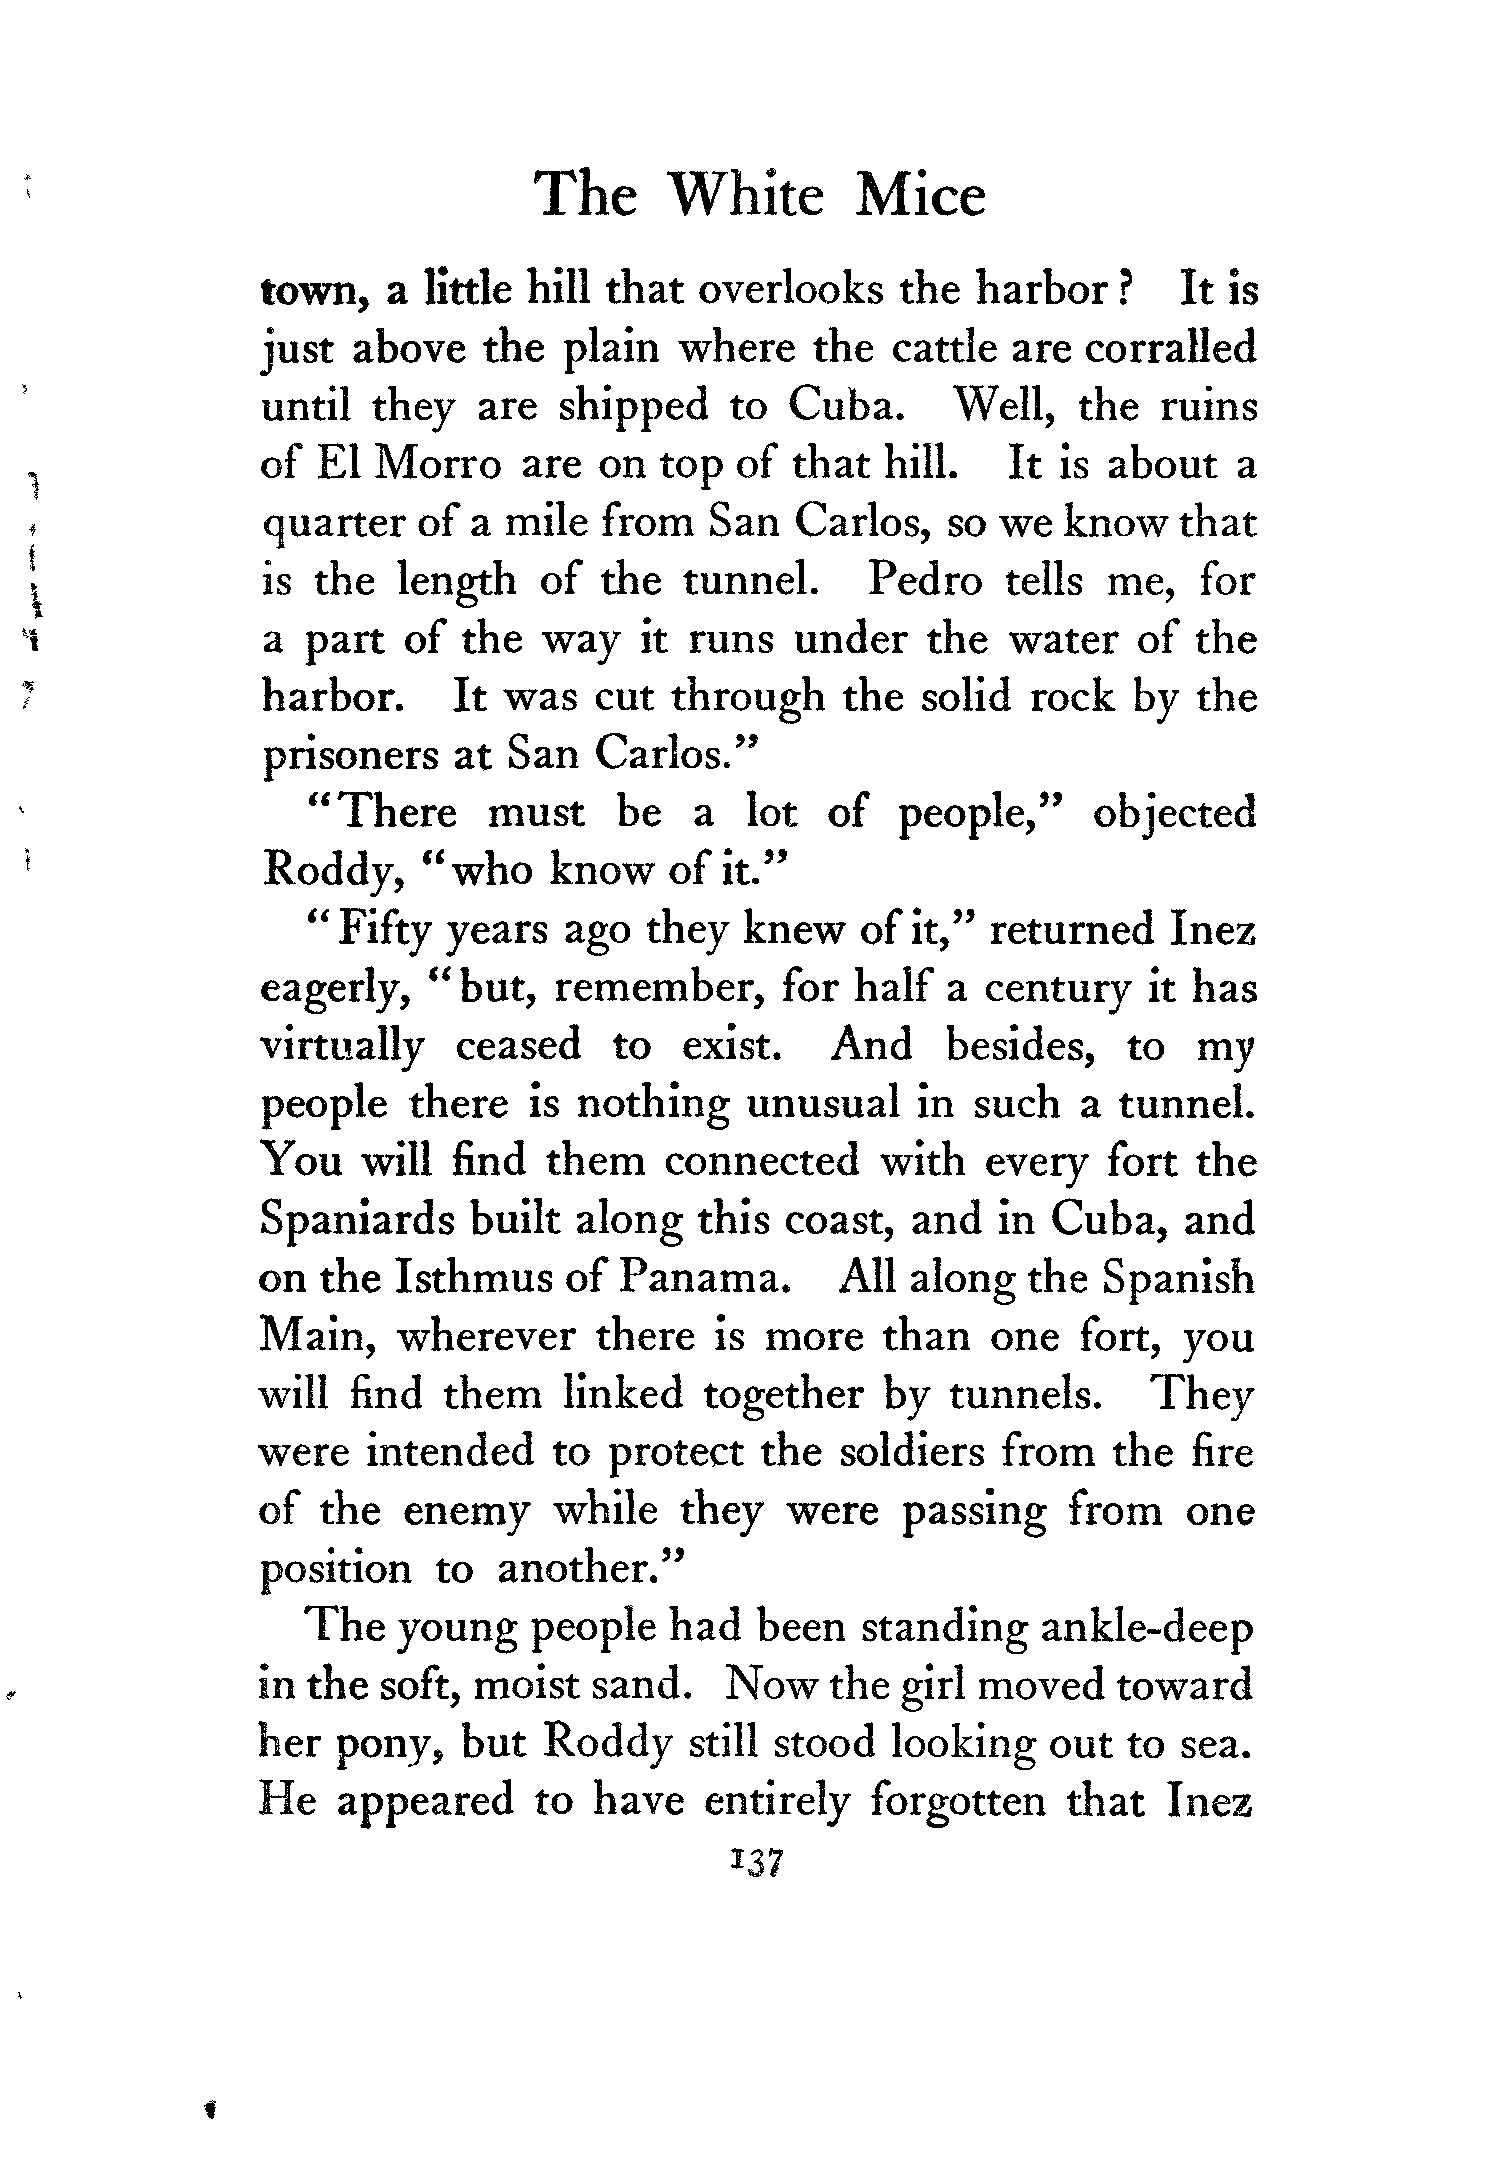 The White Mice
town, a little hill that overlooks the harbor? It is
just above the plain where the cattle are corralled
until they are shipped to Cuba. Well, the ruins
of El Morro are on top of that hill. It is about a
quarter of a mile from San Carlos, so we know that
is the length of the tunnel. Pedro tells me, for
a part of the way it runs under the water of the
harbor. It was cut through the solid rock by the
prisoners at San Carlos.”
“There must be a lot of people,” objected
Roddy, “who know of it.”
“Fifty years ago they knew of it,” returned Inez
eagerly, “but, remember, for half a century it has
virtually ceased to exist. And besides, to my
people there is nothing unusual in such a tunnel.
You will find them connected with every fort the
Spaniards built along this coast, and in Cuba, and
on the Isthmus of Panama. All along the Spanish
Main, wherever there is more than one fort, you
will find them linked together by tunnels. They
were intended to protect the soldiers from the fire
of the enemy while they were passing from one
position to another.”
The young people had been standing ankle-deep
in the soft, moist sand. Now the girl moved toward
her pony, but Roddy still stood looking out to sea.
He appeared to have entirely forgotten that Inez
137